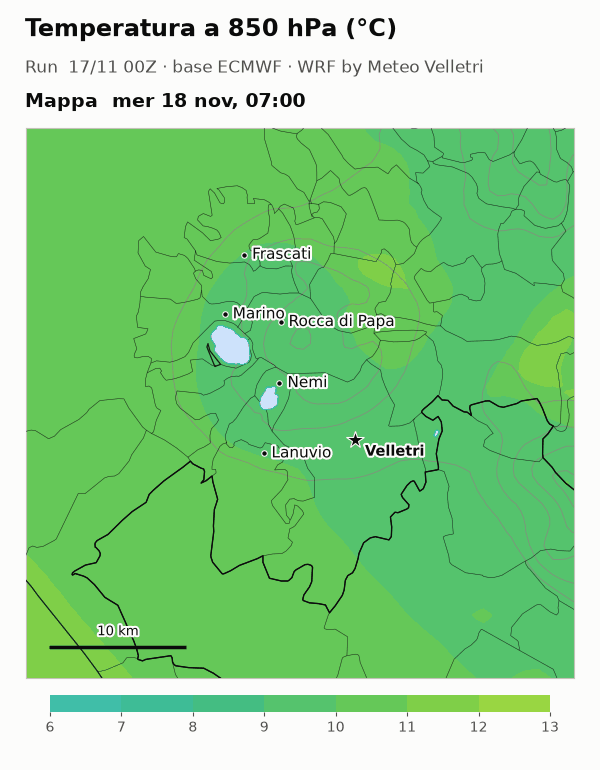 Temperatura a 850 hPa (°C)
Run  17/11 00Z · base ECMWF · WRF by Meteo Velletri
Mappa  mer 18 nov, 07:00
Frascati
Marino
Rocca di Papa
Nemi
Velletri
Lanuvio
10 km
6 7 8 9 10 11 12 13